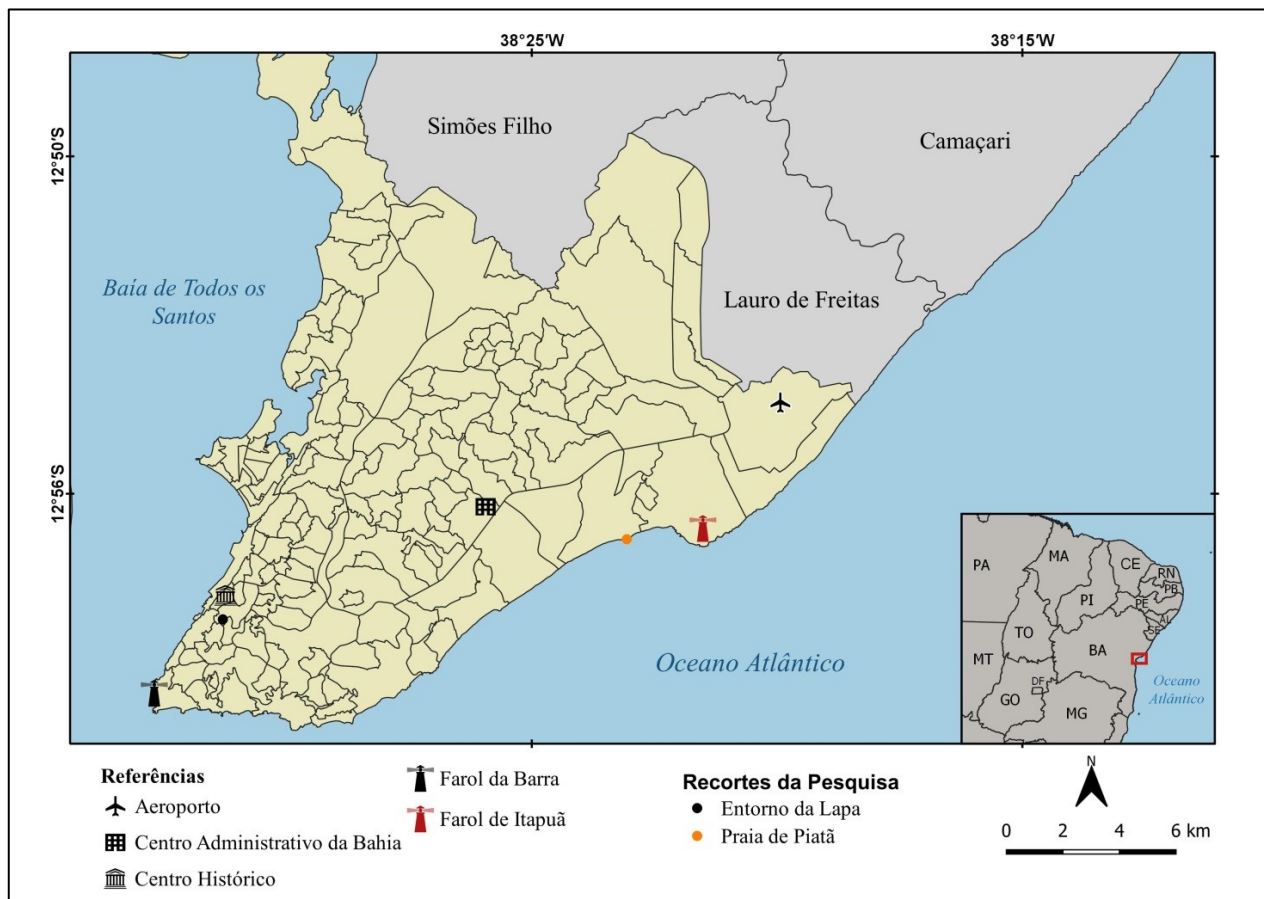 38°25'W
38°15'W
12°50'S
12°56'S
Simões Filho
Camaçari
Lauro de Freitas
Baía de Todos os
Santos
Oceano Atlântico
PA
MA
CE
RN
PB
PI
PE
AL
SE
TO
BA
MT
DF
GO
MG
Oceano
Atlântico
Referências
Aeroporto
Centro Administrativo da Bahia
Centro Histórico
Farol da Barra
Farol de Itapuã
Recortes da Pesquisa
Entorno da Lapa
Praia de Piatã
N
0 2 4 6 km